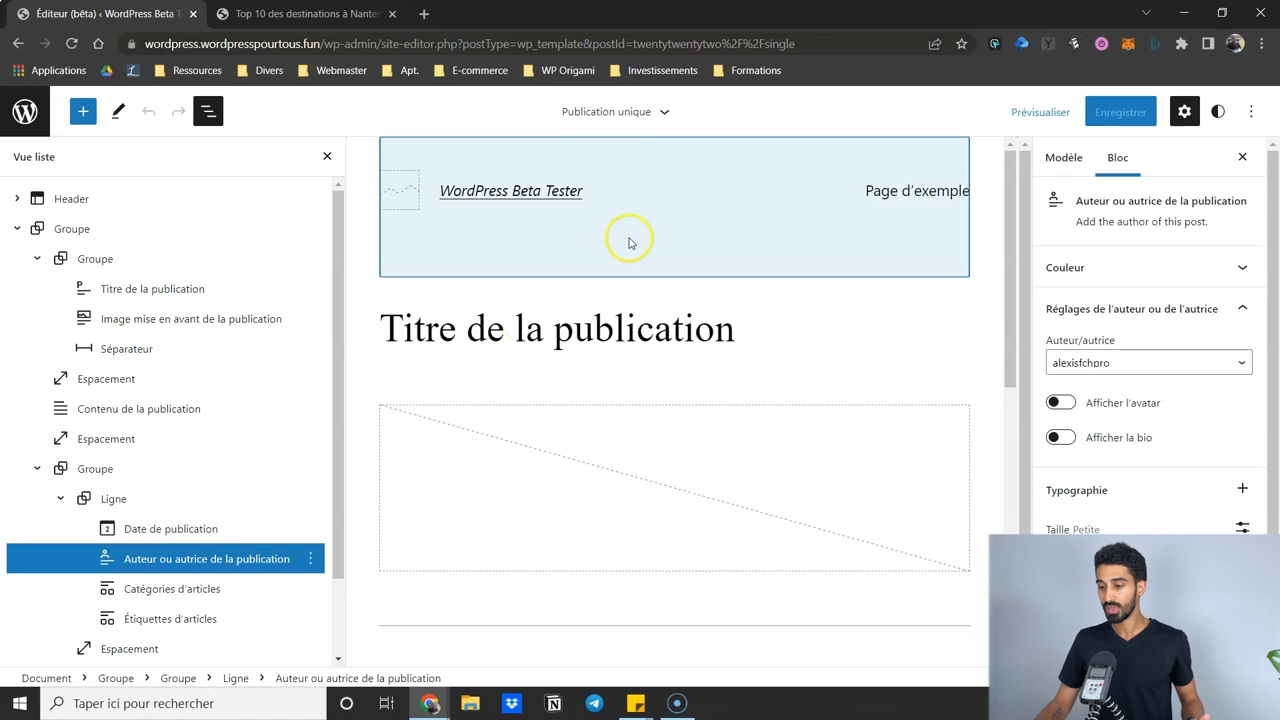 Éditeur (bêta) ‹ WordPress Beta T
Top 10 des destinations à Nante
wordpress.wordpresspourtous.fun/wp-admin/site-editor.php?postType=wp_template&postId=twentytwentytwo%2F%2Fsingle
Applications
Ressources
Divers
Webmaster
Apt.
E-commerce
WP Origami
Investissements
Formations
Publication unique
Prévisualiser
Enregistrer
Vue liste
Header
Groupe
Groupe
Titre de la publication
Image mise en avant de la publication
Séparateur
Espacement
Contenu de la publication
Espacement
Groupe
Ligne
Date de publication
Auteur ou autrice de la publication
Catégories d'articles
Étiquettes d'articles
Espacement
WordPress Beta Tester
Page d'exemple
Titre de la publication
Modèle
Bloc
Auteur ou autrice de la publication
Add the author of this post.
Couleur
Réglages de l'auteur ou de l'autrice
Auteur/autrice
alexisfchpro
Afficher l'avatar
Afficher la bio
Typographie
Taille Petite
Document
Groupe
Groupe
Ligne
Auteur ou autrice de la publication
Taper ici pour rechercher